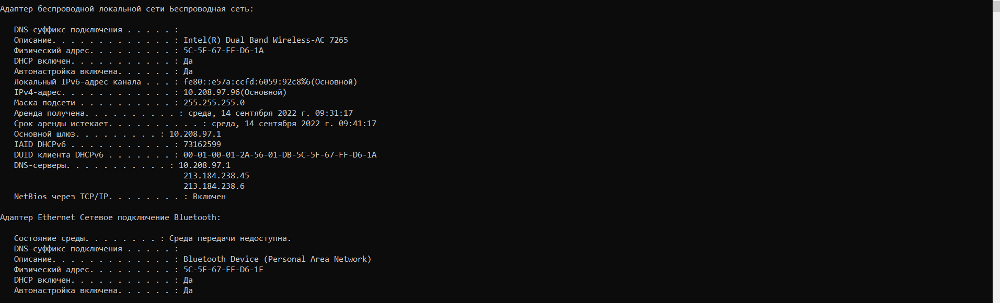 Адаптер беспроводной локальной сети Беспроводная сеть:
DNS-суффикс подключения . . . . . :
Описание. . . . . . . . . . . . . : Intel(R) Dual Band Wireless-AC 7265
Физический адрес. . . . . . . . . : 5C-5F-67-FF-D6-1A
DHCP включен. . . . . . . . . . . : Да
Автонастройка включена. . . . . . : Да
Локальный IPv6-адрес канала . . . : fe80::e57a:ccfd:6059:92c8%6(Основной)
IPv4-адрес. . . . . . . . . . . . : 10.208.97.96(Основной)
Маска подсети . . . . . . . . . . : 255.255.255.0
Аренда получена. . . . . . . . . . : среда, 14 сентября 2022 г. 09:31:17
Срок аренды истекает. . . . . . . . . . : среда, 14 сентября 2022 г. 09:41:17
Основной шлюз. . . . . . . . . : 10.208.97.1
IAID DHCPv6 . . . . . . . . . . . : 73162599
DUID клиента DHCPv6 . . . . . . . : 00-01-00-01-2A-56-01-DB-5C-5F-67-FF-D6-1A
DNS-серверы. . . . . . . . . . . : 10.208.97.1
213.184.238.45
213.184.238.6
NetBios через TCP/IP. . . . . . . . : Включен
Адаптер Ethernet Сетевое подключение Bluetooth:
Состояние среды. . . . . . . . : Среда передачи недоступна.
DNS-суффикс подключения . . . . . :
Описание. . . . . . . . . . . . . : Bluetooth Device (Personal Area Network)
Физический адрес. . . . . . . . . : 5C-5F-67-FF-D6-1E
DHCP включен. . . . . . . . . . . : Да
Автонастройка включена. . . . . . : Да